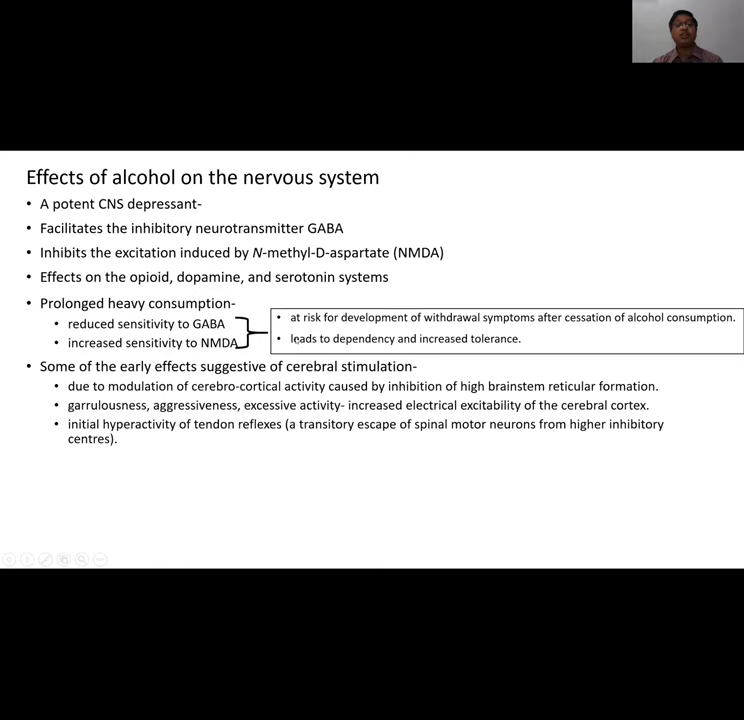 Effects of alcohol on the nervous system
• A potent CNS depressant-
• Facilitates the inhibitory neurotransmitter GABA
• Inhibits the excitation induced by N-methyl-D-aspartate (NMDA)
• Effects on the opioid, dopamine, and serotonin systems
• Prolonged heavy consumption-
• reduced sensitivity to GABA
• increased sensitivity to NMDA
• at risk for development of withdrawal symptoms after cessation of alcohol consumption.
• leads to dependency and increased tolerance.
• Some of the early effects suggestive of cerebral stimulation-
• due to modulation of cerebro-cortical activity caused by inhibition of high brainstem reticular formation.
• garrulousness, aggressiveness, excessive activity- increased electrical excitability of the cerebral cortex.
• initial hyperactivity of tendon reflexes (a transitory escape of spinal motor neurons from higher inhibitory
centres).